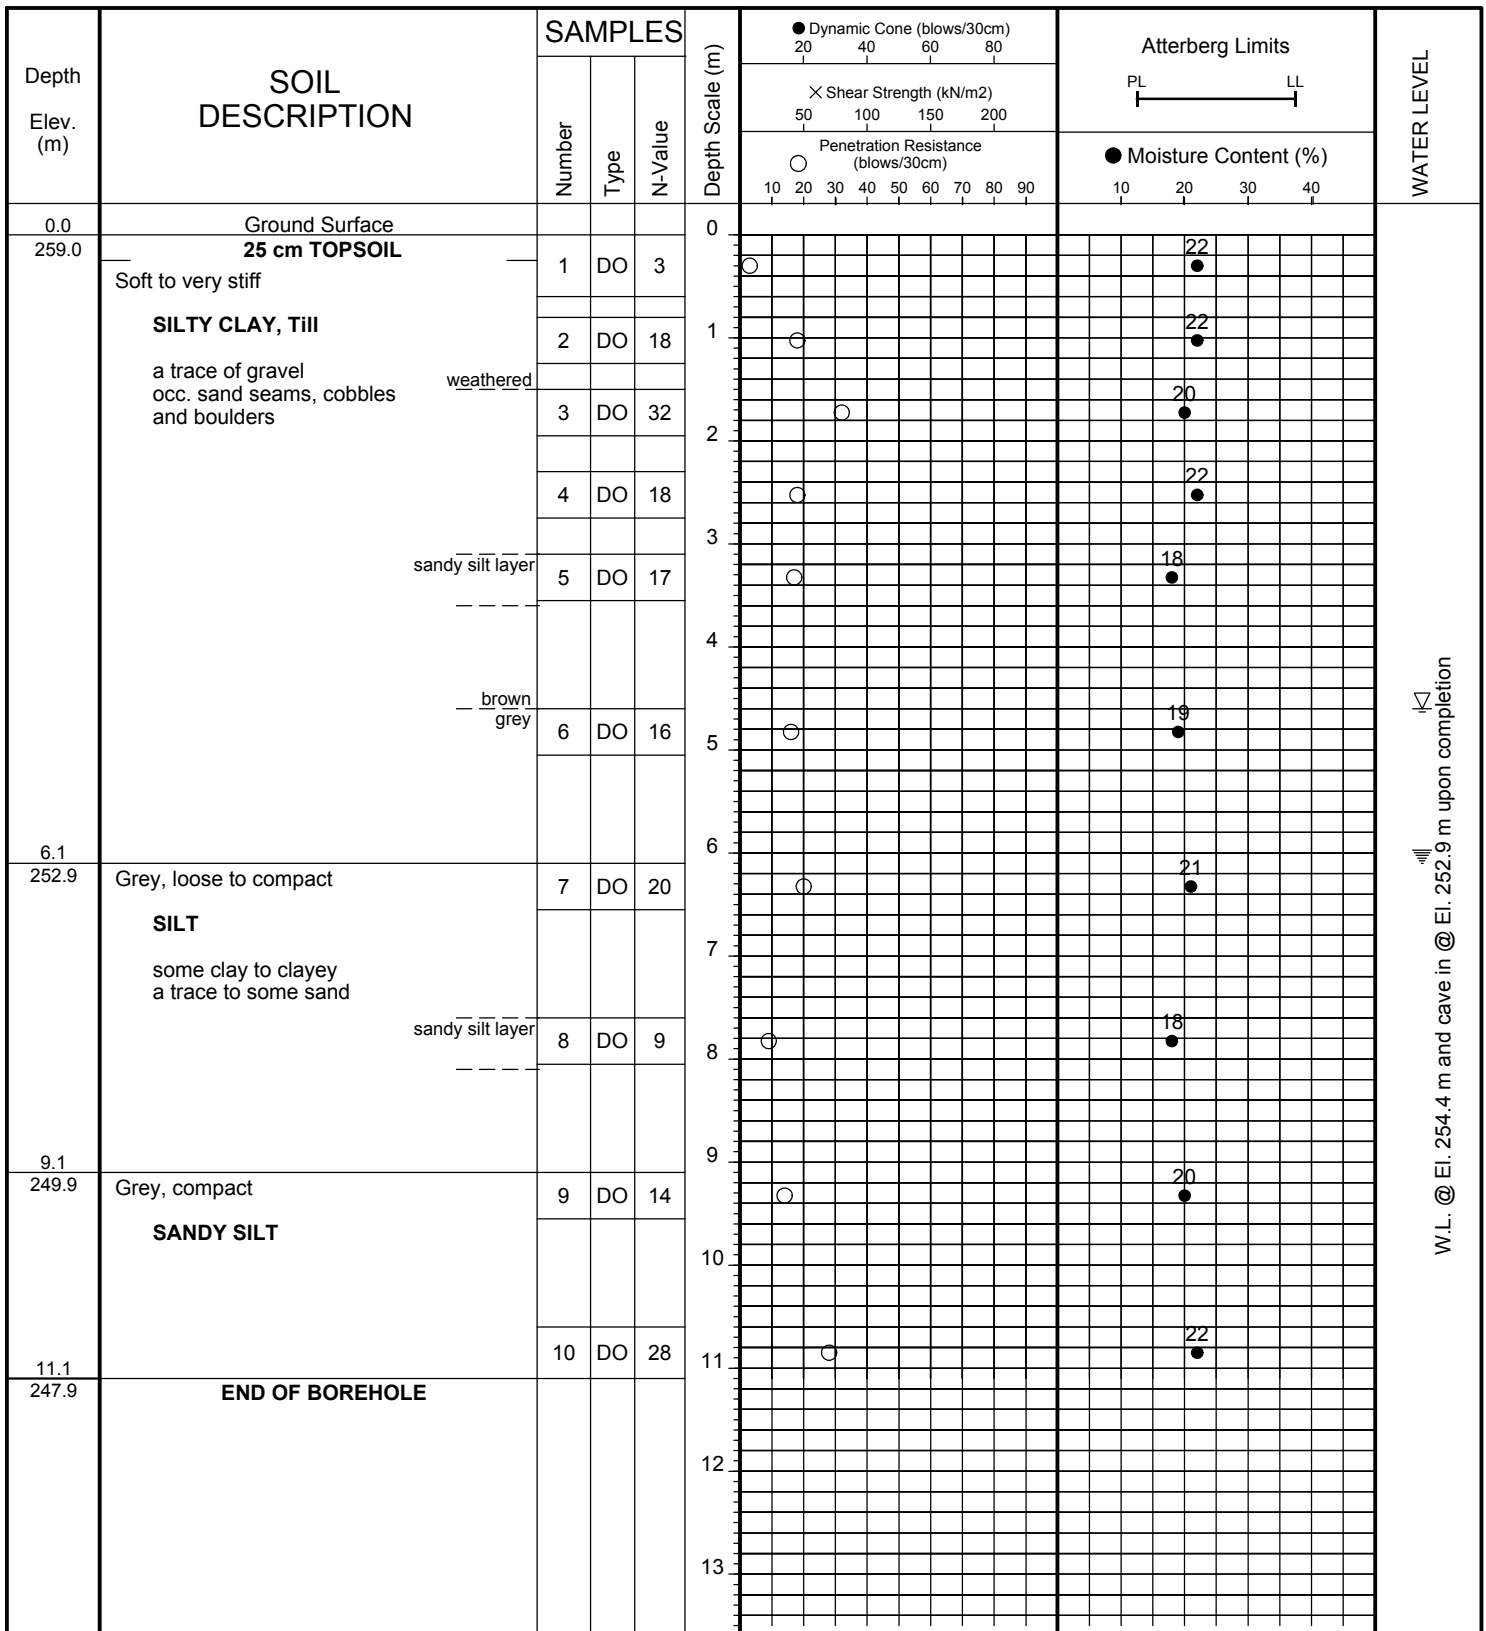 Depth
Elev.
(m)
SOIL
DESCRIPTION
SAMPLES
Number
Type
N-Value
Depth Scale (m)
● Dynamic Cone (blows/30cm)
20 40 60 80
× Shear Strength (kN/m2)
50 100 150 200
○ Penetration Resistance
(blows/30cm)
10 20 30 40 50 60 70 80 90
Atterberg Limits
PL LL
● Moisture Content (%)
10 20 30 40
WATER LEVEL
0.0 Ground Surface 0
259.0 25 cm TOPSOIL
1 DO 3 22
Soft to very stiff
SILTY CLAY, Till
2 DO 18 1 22
a trace of gravel
weathered
occ. sand seams, cobbles
and boulders
3 DO 32 20
2
4 DO 18 22
3
sandy silt layer
5 DO 17 18
4
brown
grey
6 DO 16 19
5
6
6.1
252.9 Grey, loose to compact
7 DO 20 21
SILT
7
some clay to clayey
a trace to some sand
sandy silt layer
8 DO 9 18
8
9
9.1
249.9 Grey, compact
9 DO 14 20
SANDY SILT
10
10 DO 28 22
11
11.1
247.9 END OF BOREHOLE
12
13
W.L. @ El. 254.4 m and cave in @ El. 252.9 m upon completion